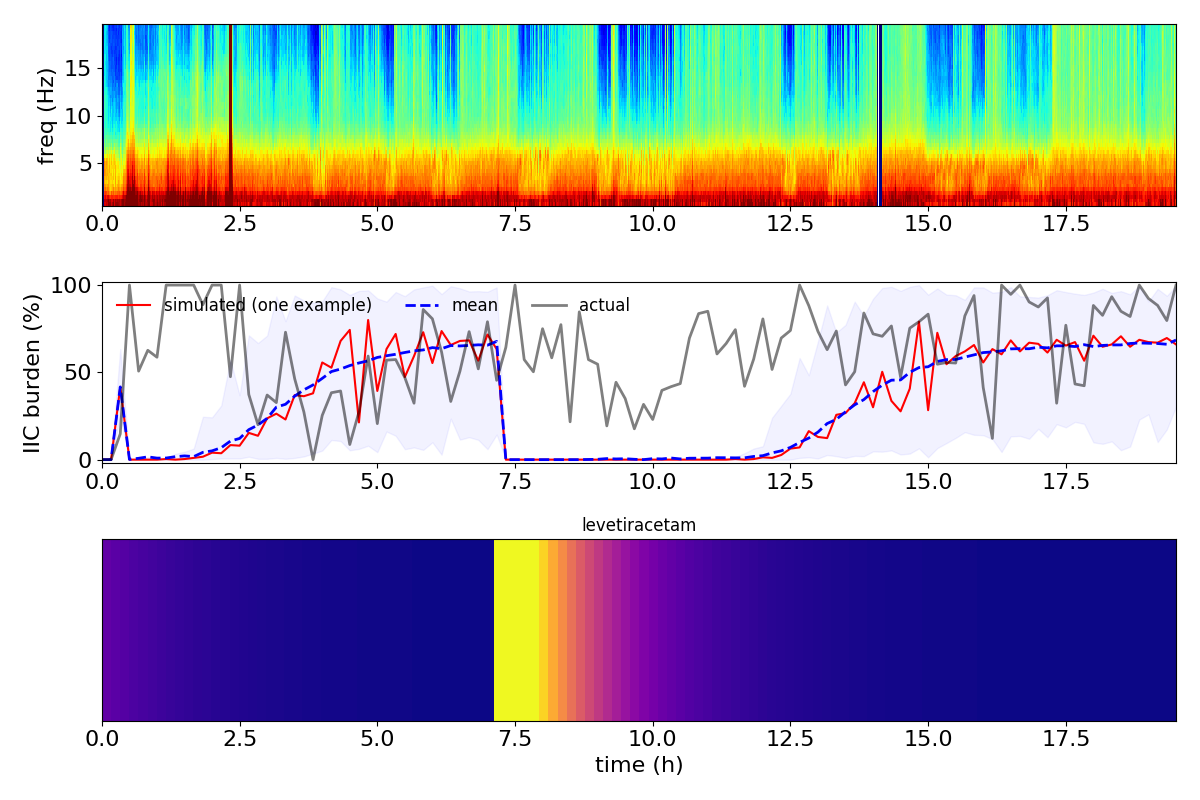 freq (Hz)
15
10
5
0.0 2.5 5.0 7.5 10.0 12.5 15.0 17.5
IIC burden (%)
100
50
0
simulated (one example) mean actual
0.0 2.5 5.0 7.5 10.0 12.5 15.0 17.5
levetiracetam
0.0 2.5 5.0 7.5 10.0 12.5 15.0 17.5
time (h)